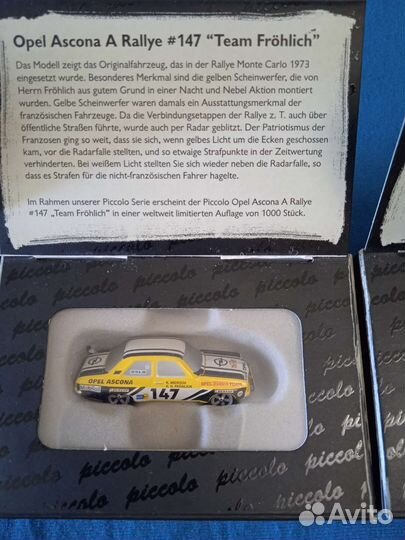 Opel Ascona A Rallye #147 “Team Fröhlich”
Das Modell zeigt das Originalfahrzeug, das in der Rallye Monte Carlo 1973
eingesetzt wurde. Besonderes Merkmal sind die gelben Scheinwerfer, die von
Herrn Fröhlich aus gutem Grund in einer Nacht und Nebel Aktion montiert
wurden. Gelbe Scheinwerfer waren damals ein Ausstattungsmerkmal der
französischen Fahrzeuge. Da die Verbindungsetappen der Rallye z. T. auch über
öffentliche Straßen führte, wurde auch per Radar geblitzt. Der Patriotismus der
Franzosen ging so weit, dass sie sich, wenn gelbes Licht um die Ecken geschossen
kam, vor die Radarfalle stellten, und so etwaige Strafpunkte in der Zeitwertung
verhinderten. Bei weißem Licht stellten Sie sich wieder neben die Radarfalle, so
dass es Strafen für die nicht-französischen Fahrer hagelte.
Im Rahmen unserer Piccolo Serie erscheint der Piccolo Opel Ascona A Rallye
#147 „Team Fröhlich“ in einer weltweit limitierten Auflage von 1000 Stück.
piccolo piccolo piccolo
OPEL ASCONA
147
piccolo
piccolo
piccolo
Avito